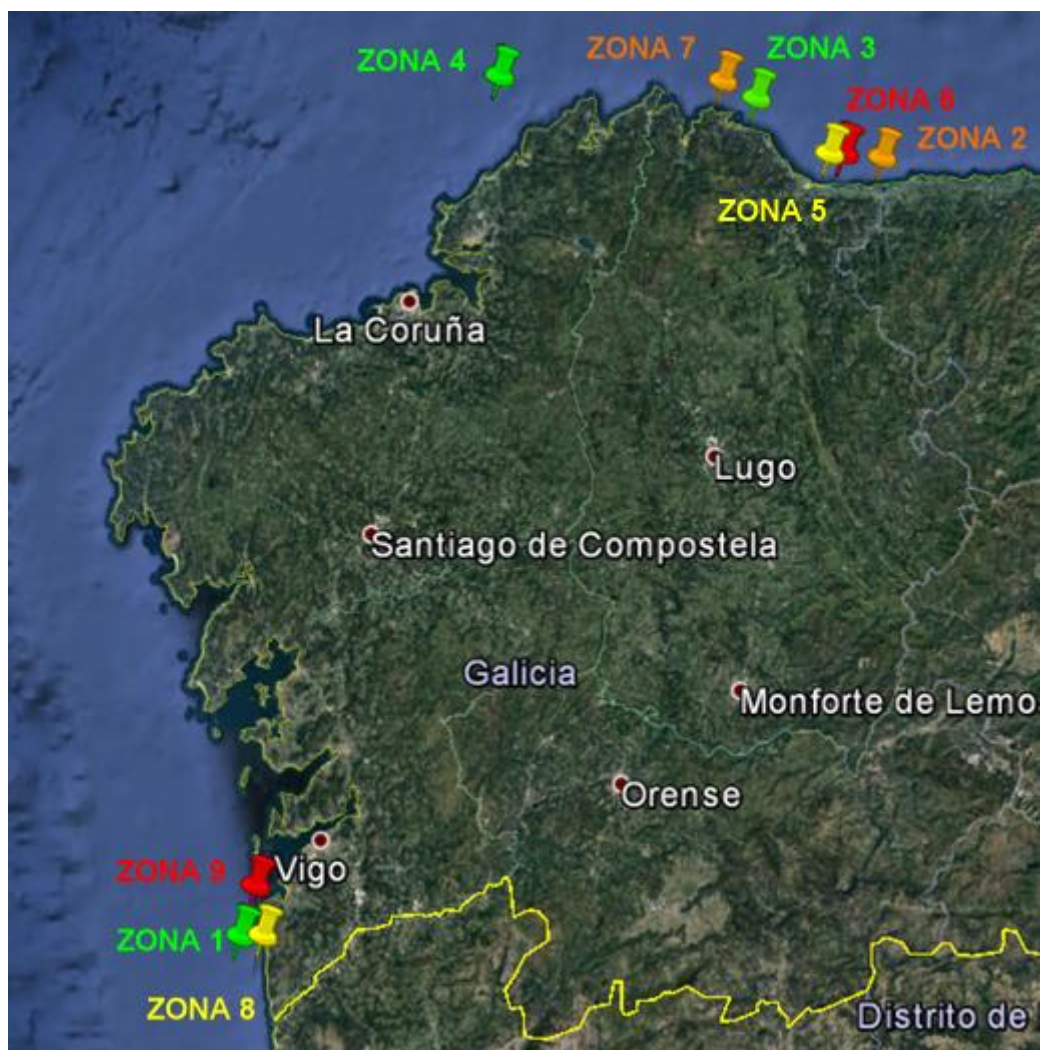 ZONA 4
ZONA 7
ZONA 3
ZONA 6
ZONA 2
ZONA 5
La Coruña
Lugo
Santiago de Compostela
Galicia
Monforte de Lemos
Orense
ZONA 9
Vigo
ZONA 1
ZONA 8
Distrito de